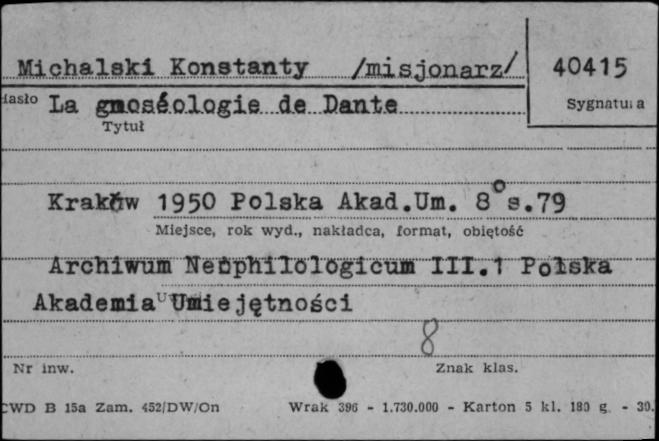 Michalski Konstanty /misjonarz/ 40415
iasło La gnoséologie de Dante Sygnatura
Tytuł
Kraków 1950 Polska Akad.Um. 8° s.79
Miejsce, rok wyd., nakładca, format, objętość
Archiwum Neophilologicum III.1 Polska
Akademia Umiejętności
8
Nr inw. Znak klas.
CWD B 15a Zam. 452/DW/On Wrak 396 - 1.730.000 - Karton 5 kl. 180 g. - 30.